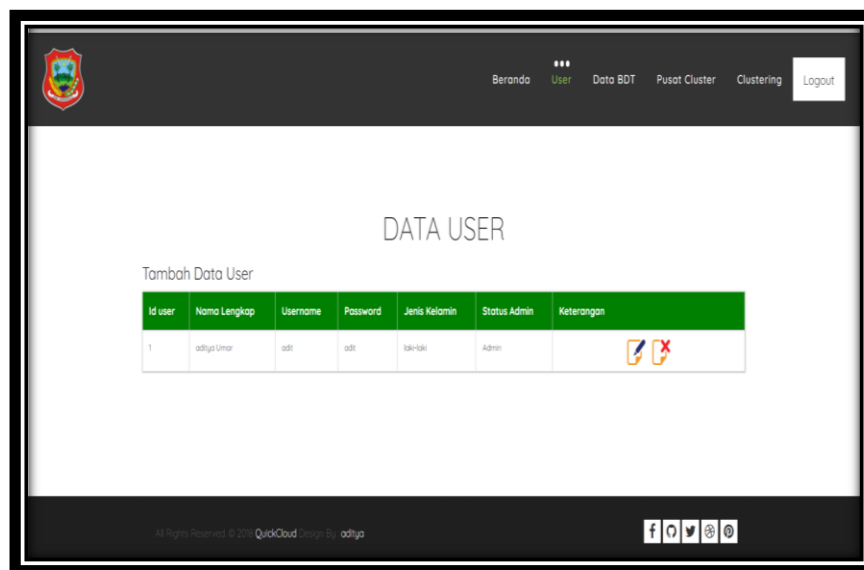 Beranda User Data BDT Pusat Cluster Clustering Logout
DATA USER
Tambah Data User
Id user Nama Lengkap Username Password Jenis Kelamin Status Admin Keterangan
1 aditya Umar adit adit laki-laki Admin
All Rights Reserved. © 2018 QuickCloud Design By: aditya